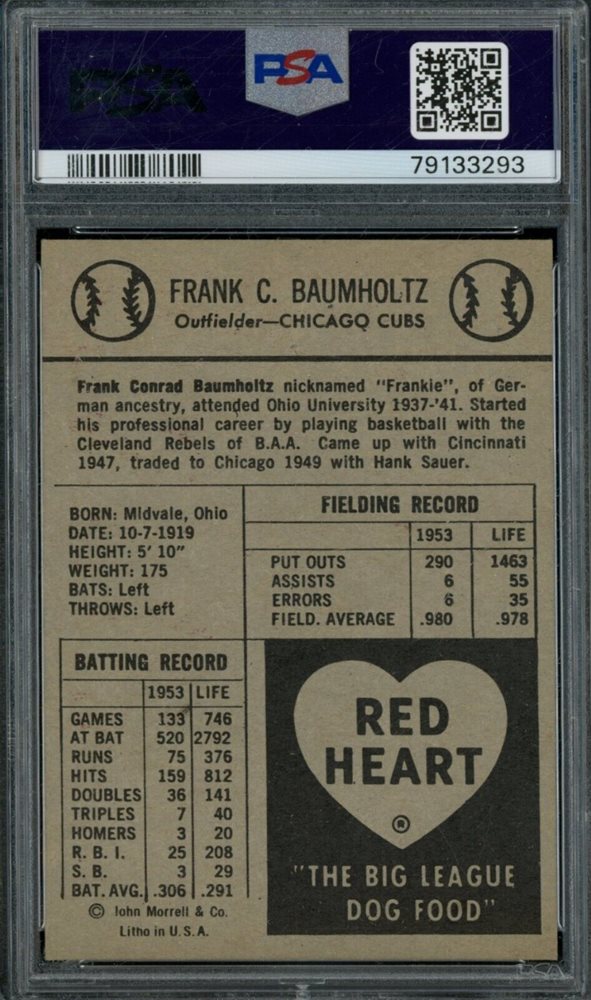 PSA
PSA
79133293
FRANK C. BAUMHOLTZ
Outfielder—CHICAGO CUBS
Frank Conrad Baumholtz nicknamed "Frankie", of Ger-
man ancestry, attended Ohio University 1937-'41. Started
his professional career by playing basketball with the
Cleveland Rebels of B.A.A. Came up with Cincinnati
1947, traded to Chicago 1949 with Hank Sauer.
BORN: Midvale, Ohio
DATE: 10-7-1919
HEIGHT: 5' 10"
WEIGHT: 175
BATS: Left
THROWS: Left
FIELDING RECORD
1953 LIFE
PUT OUTS 290 1463
ASSISTS 6 55
ERRORS 6 35
FIELD. AVERAGE .980 .978
BATTING RECORD
1953 LIFE
GAMES 133 746
AT BAT 520 2792
RUNS 75 376
HITS 159 812
DOUBLES 36 141
TRIPLES 7 40
HOMERS 3 20
R. B. I. 25 208
S. B. 3 29
BAT. AVG. .306 .291
© John Morrell & Co.
Litho in U.S.A.
RED
HEART
®
"THE BIG LEAGUE
DOG FOOD"
PSA